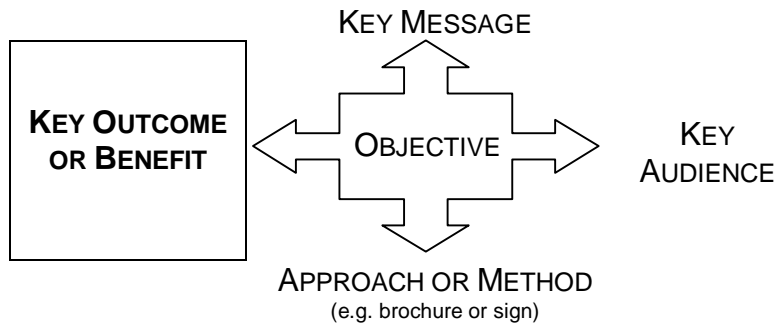 KEY MESSAGE
KEY OUTCOME
OR BENEFIT
OBJECTIVE
KEY
AUDIENCE
APPROACH OR METHOD
(e.g. brochure or sign)